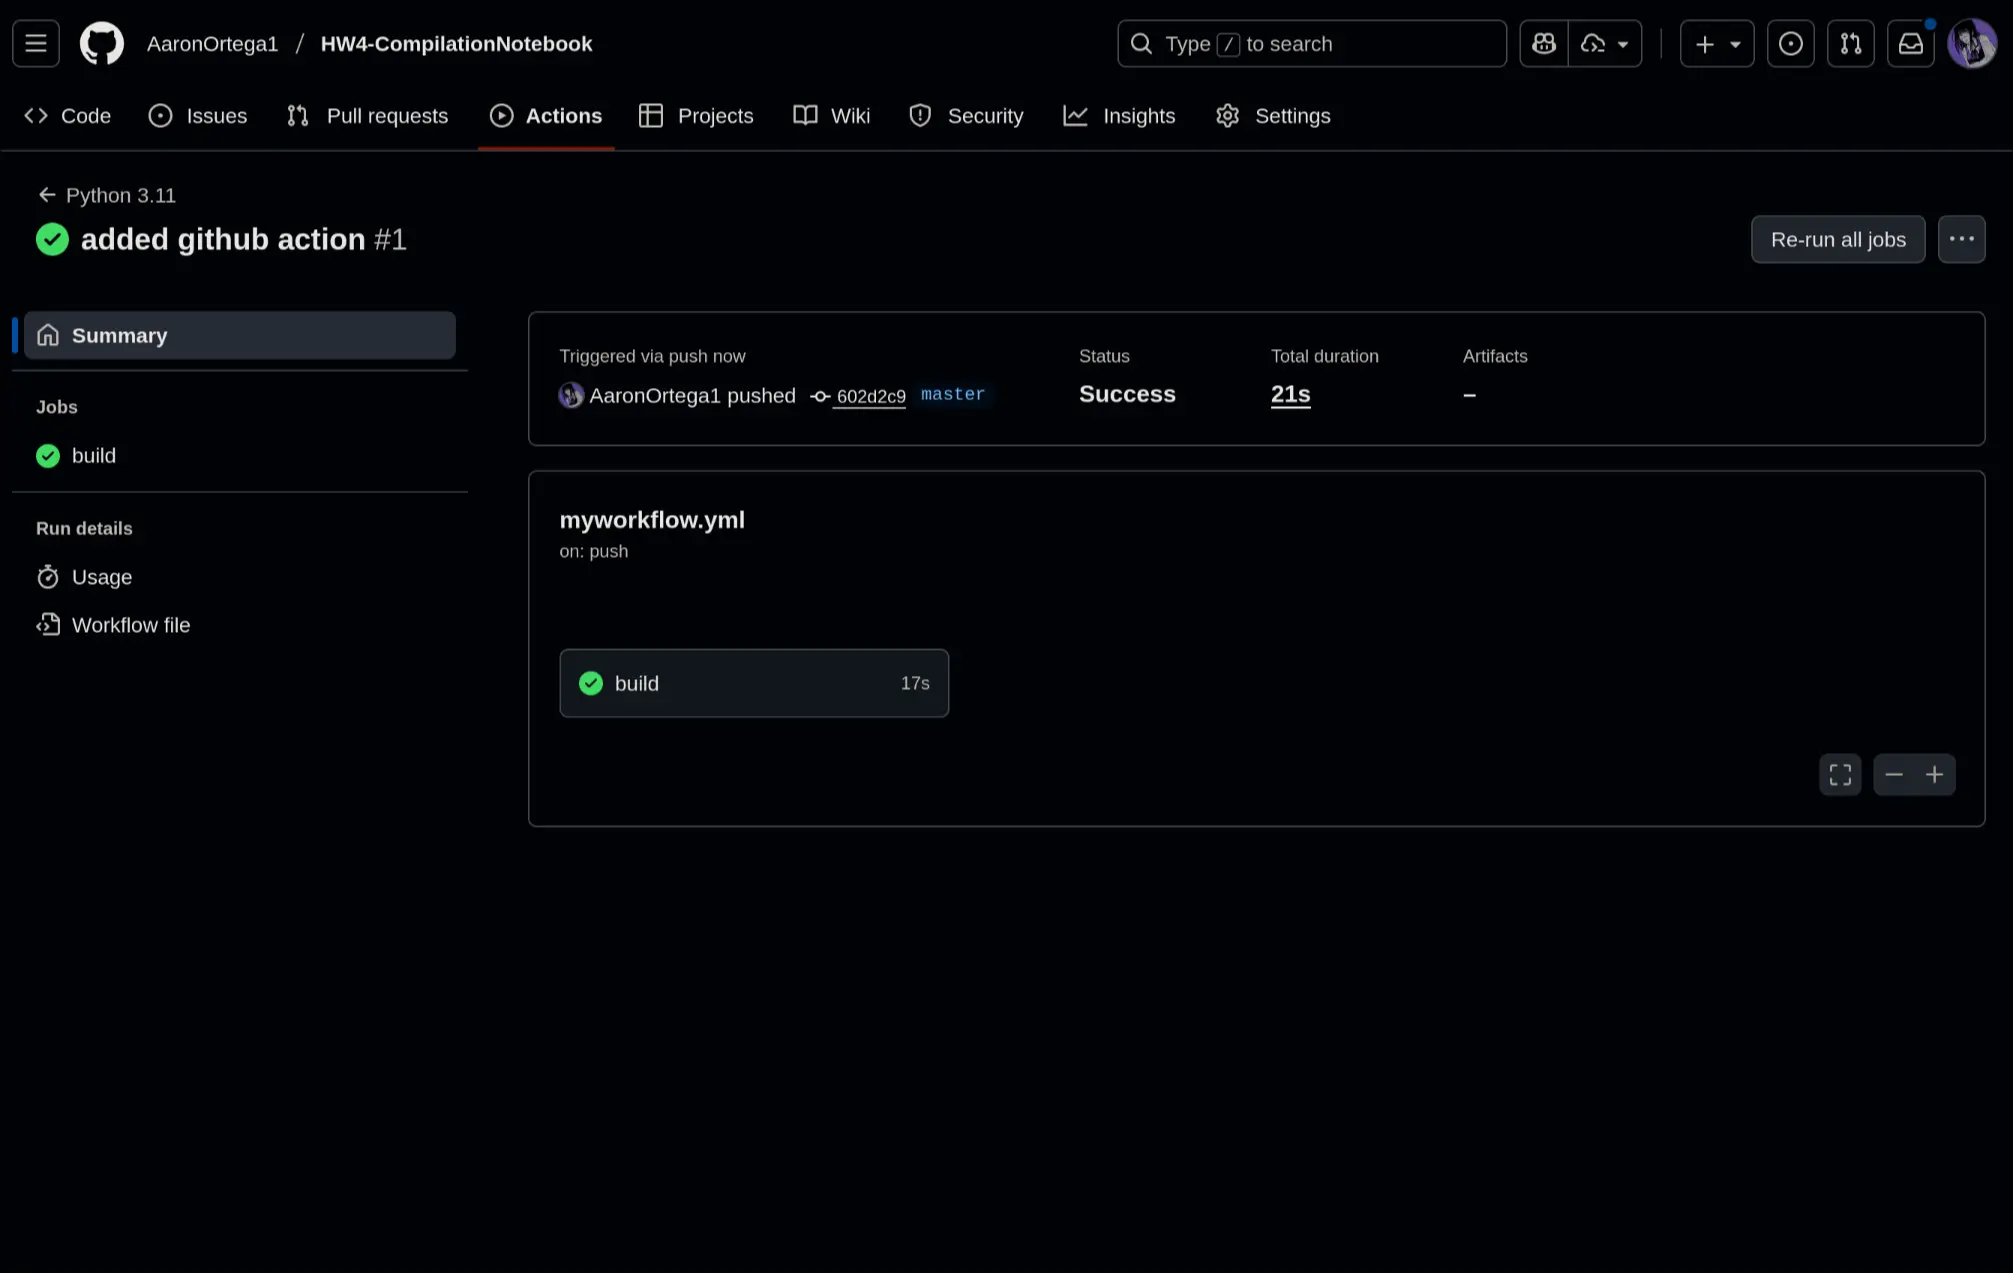 AaronOrtega1 / HW4-CompilationNotebook
Type / to search
Code Issues Pull requests Actions Projects Wiki Security Insights Settings
Python 3.11
added github action #1
Re-run all jobs
Summary
Jobs
build
Run details
Usage
Workflow file
Triggered via push now
AaronOrtega1 pushed 602d2c9 master
Status
Success
Total duration
21s
Artifacts
–
myworkflow.yml
on: push
build 17s